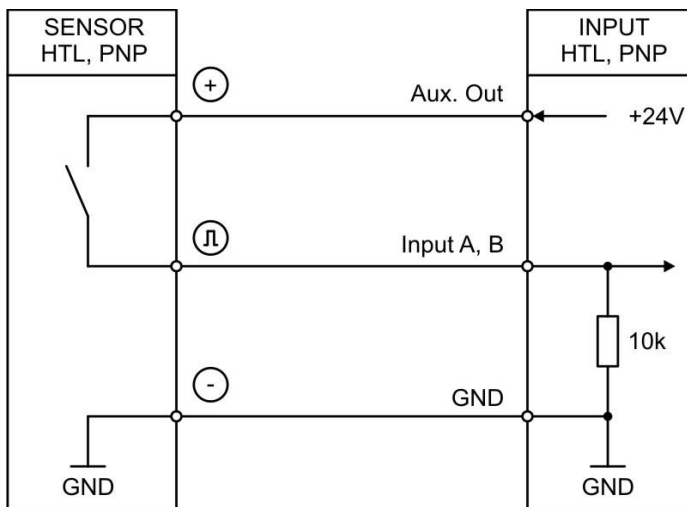 SENSOR
HTL, PNP
INPUT
HTL, PNP
+
Aux. Out
+24V
Input A, B
10k
-
GND
GND
GND